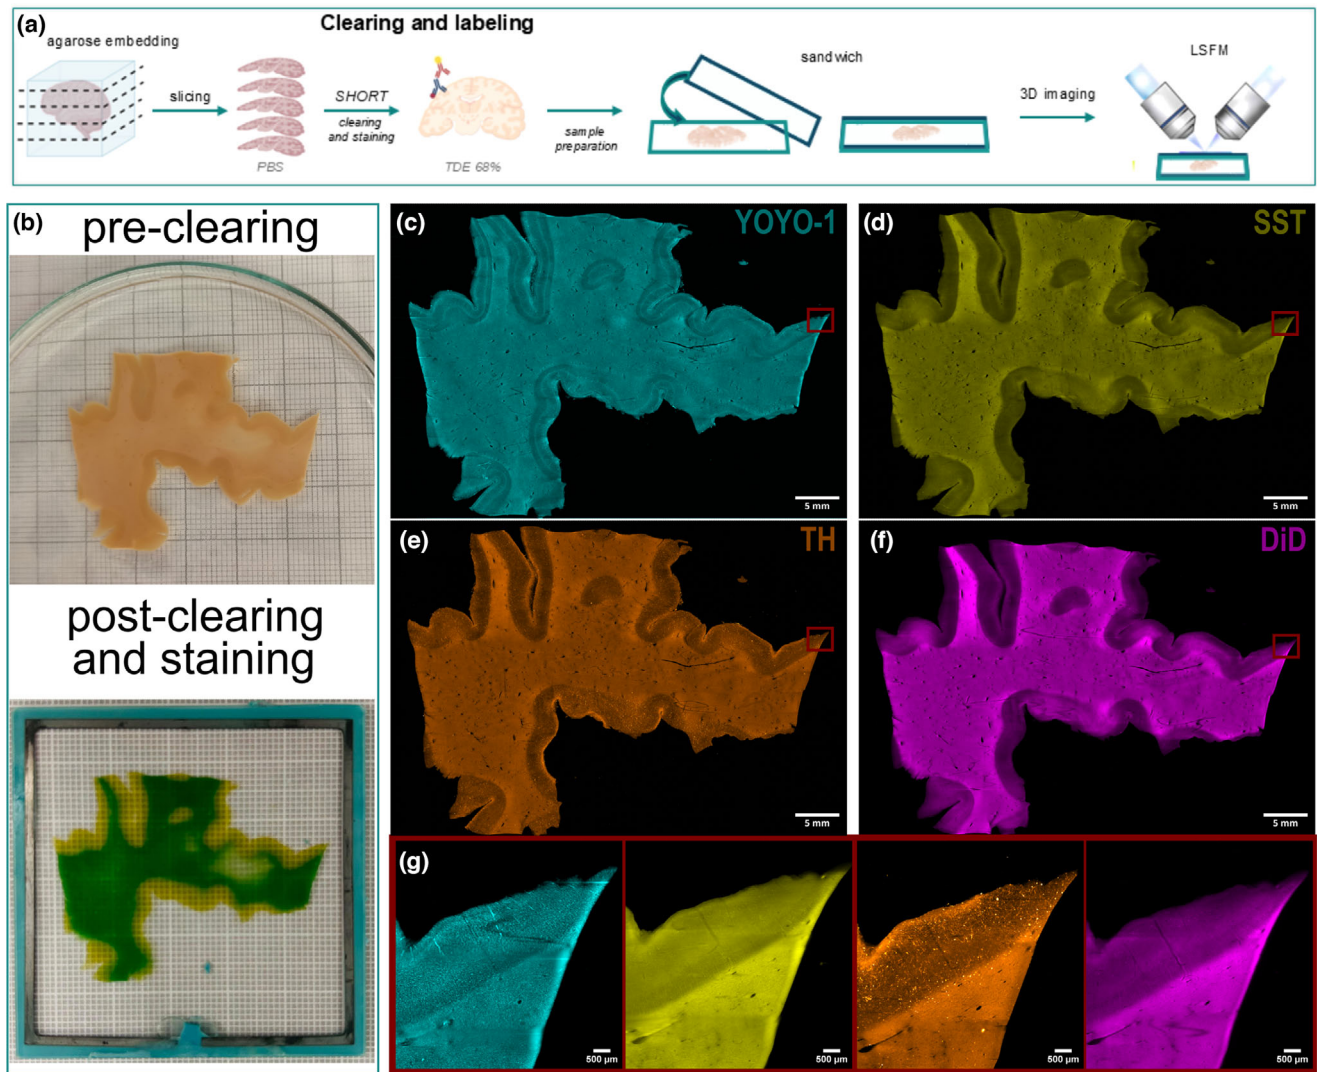 (a)
Clearing and labeling
agarose embedding
slicing
PBS
SHORT
clearing
and staining
TDE 68%
sample
preparation
sandwich
3D imaging
LSFM
(b)
pre-clearing
post-clearing
and staining
(c)
YOYO-1
5 mm
(d)
SST
5 mm
(e)
TH
5 mm
(f)
DiD
5 mm
(g)
500 µm
500 µm
500 µm
500 µm